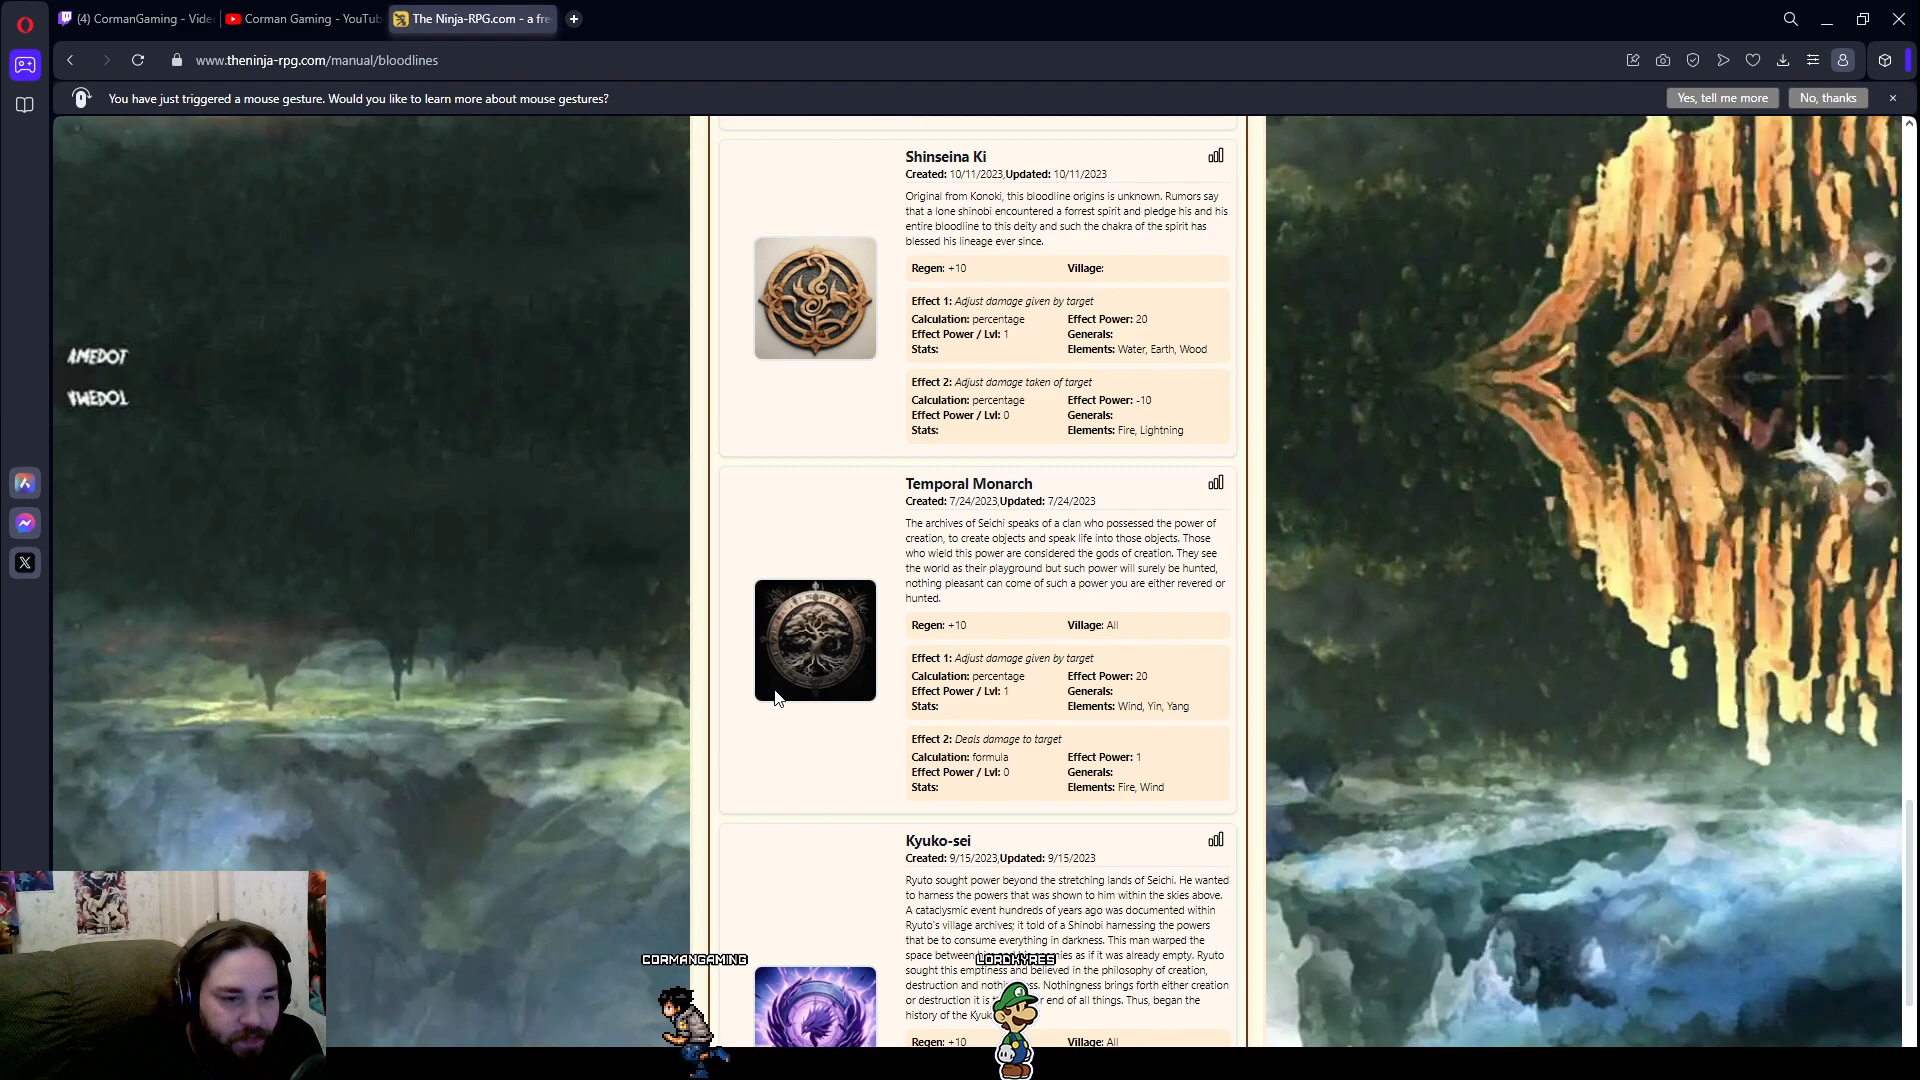 (4) CormanGaming - Vide
Corman Gaming - YouTub
The Ninja-RPG.com - a fre
www.theninja-rpg.com/manual/bloodlines
You have just triggered a mouse gesture. Would you like to learn more about mouse gestures?
Yes, tell me more
No, thanks
Shinseina Ki
Created: 10/11/2023,Updated: 10/11/2023
Original from Konoki, this bloodline origins is unknown. Rumors say
that a lone shinobi encountered a forrest spirit and pledge his and his
entire bloodline to this deity and such the chakra of the spirit has
blessed his lineage ever since.
Regen: +10 Village:
Effect 1: Adjust damage given by target
Calculation: percentage Effect Power: 20
Effect Power / Lvl: 1 Generals:
Stats: Elements: Water, Earth, Wood
Effect 2: Adjust damage taken of target
Calculation: percentage Effect Power: -10
Effect Power / Lvl: 0 Generals:
Stats: Elements: Fire, Lightning
Temporal Monarch
Created: 7/24/2023,Updated: 7/24/2023
The archives of Seichi speaks of a clan who possessed the power of
creation, to create objects and speak life into those objects. Those
who wield this power are considered the gods of creation. They see
the world as their playground but such power will surely be hunted,
nothing pleasant can come of such a power you are either revered or
hunted.
Regen: +10 Village: All
Effect 1: Adjust damage given by target
Calculation: percentage Effect Power: 20
Effect Power / Lvl: 1 Generals:
Stats: Elements: Wind, Yin, Yang
Effect 2: Deals damage to target
Calculation: formula Effect Power: 1
Effect Power / Lvl: 0 Generals:
Stats: Elements: Fire, Wind
Kyuko-sei
Created: 9/15/2023,Updated: 9/15/2023
Ryuto sought power beyond the stretching lands of Seichi. He wanted
to harness the powers that was shown to him within the skies above.
A cataclysmic event hundreds of years ago was documented within
Ryuto's village archives; it told of a Shinobi harnessing the powers
that be to consume everything in darkness. This man warped the
space between as if it was already empty. Ryuto
sought this emptiness and believed in the philosophy of creation,
destruction and Nothingness brings forth either creation
or destruction it is end of all things. Thus, began the
history of the
Regen: +10 Village: All
CORMANGAMING
LORDKYRES